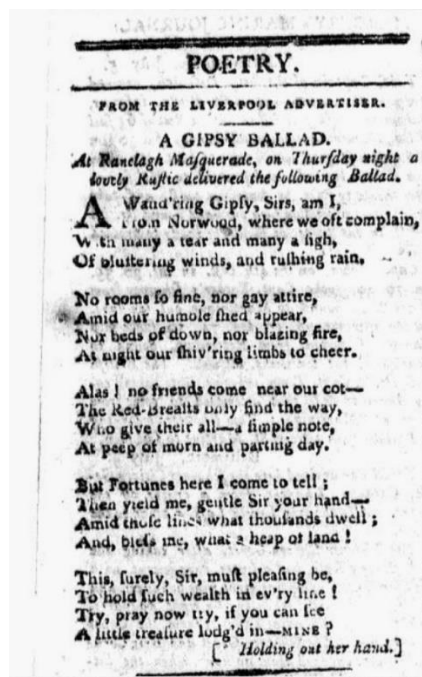 POETRY.
FROM THE LIVERPOOL ADVERTISER.
A GIPSY BALLAD.
At Ranelagh Maſquerade, on Thurſday night a
lovely Ruſtic delivered the following Ballad.
A Wand'ring Gipſy, Sirs, am I,
From Norwood, where we oft complain,
With many a tear and many a ſigh,
Of bluſtering winds, and ruſhing rain.
No rooms ſo fine, nor gay attire,
Amid our humble ſhed appear,
Nor beds of down, nor blazing fire,
At night our ſhiv'ring limbs to cheer.
Alas! no friends come near our cot—
The Red-Breaſts only find the way,
Who give their all—a ſimple note,
At peep of morn and parting day.
But Fortunes here I come to tell;
Then yield me, gentle Sir your hand—
Amid thoſe lines what thouſands dwell;
And, bleſs me, what a heap of land!
This, ſurely, Sir, muſt pleaſing be,
To hold ſuch wealth in ev'ry line!
Try, pray now try, if you can ſee
A little treaſure lodg'd in—MINE?
[Holding out her hand.]